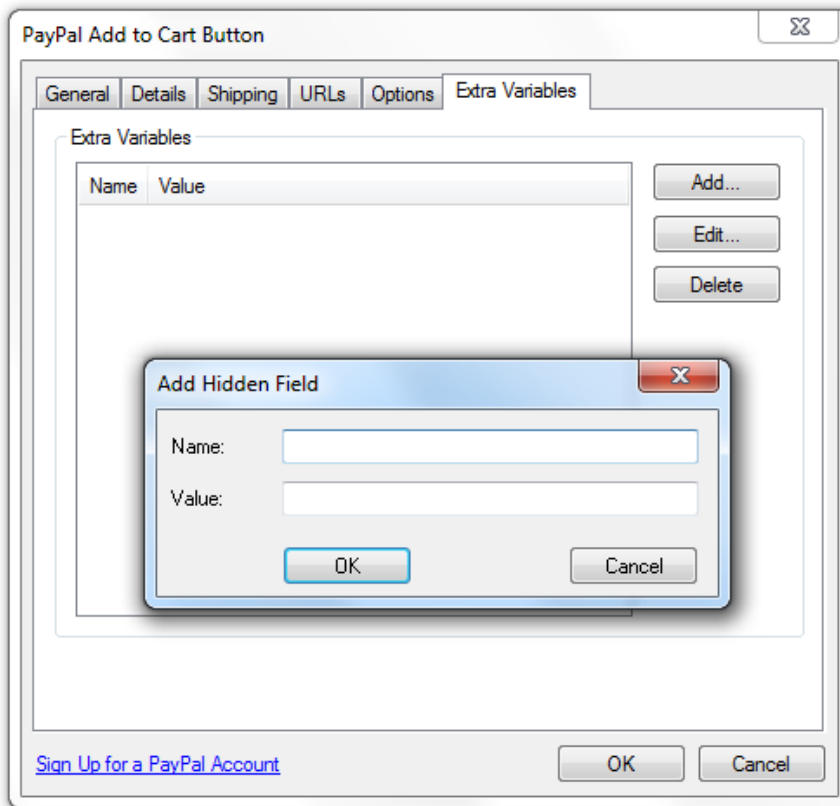 PayPal Add to Cart Button
General Details Shipping URLs Options Extra Variables
Extra Variables
Name Value
Add...
Edit...
Delete
Add Hidden Field
Name:
Value:
OK Cancel
Sign Up for a PayPal Account OK Cancel